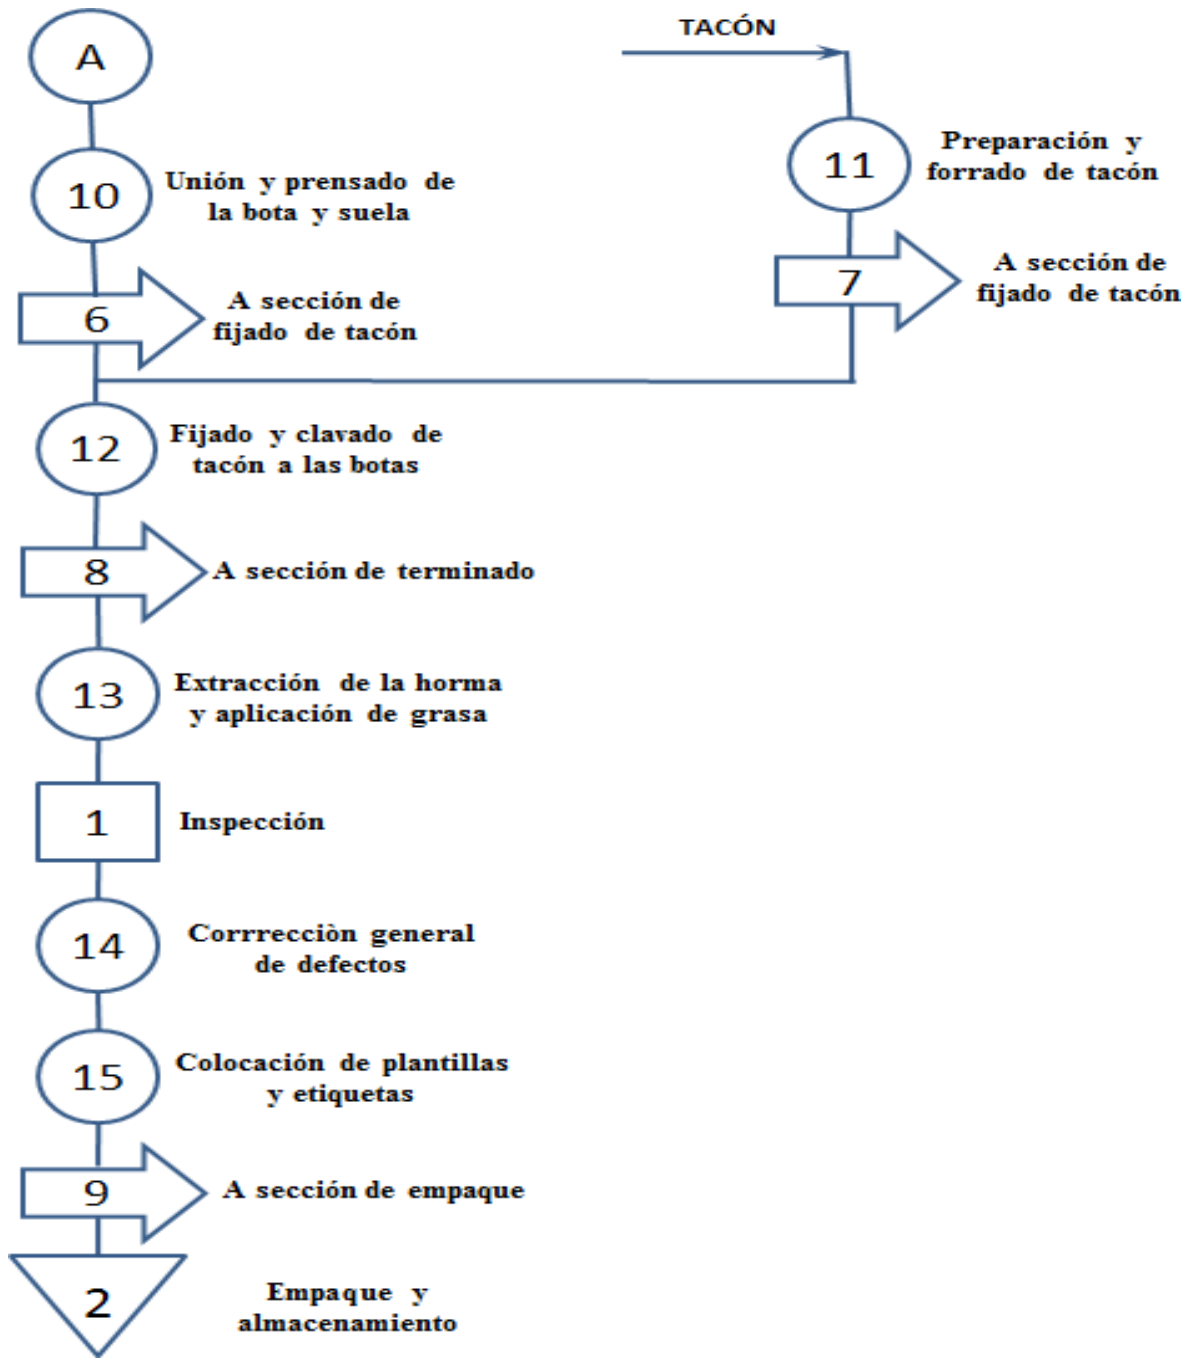 A
TACÓN
10
Unión y prensado de
la bota y suela
11
Preparación y
forrado de tacón
6
A sección de
fijado de tacón
7
A sección de
fijado de tacón
12
Fijado y clavado de
tacón a las botas
8
A sección de terminado
13
Extracción de la horma
y aplicación de grasa
1
Inspección
14
Corrrecciòn general
de defectos
15
Colocación de plantillas
y etiquetas
9
A sección de empaque
2
Empaque y
almacenamiento